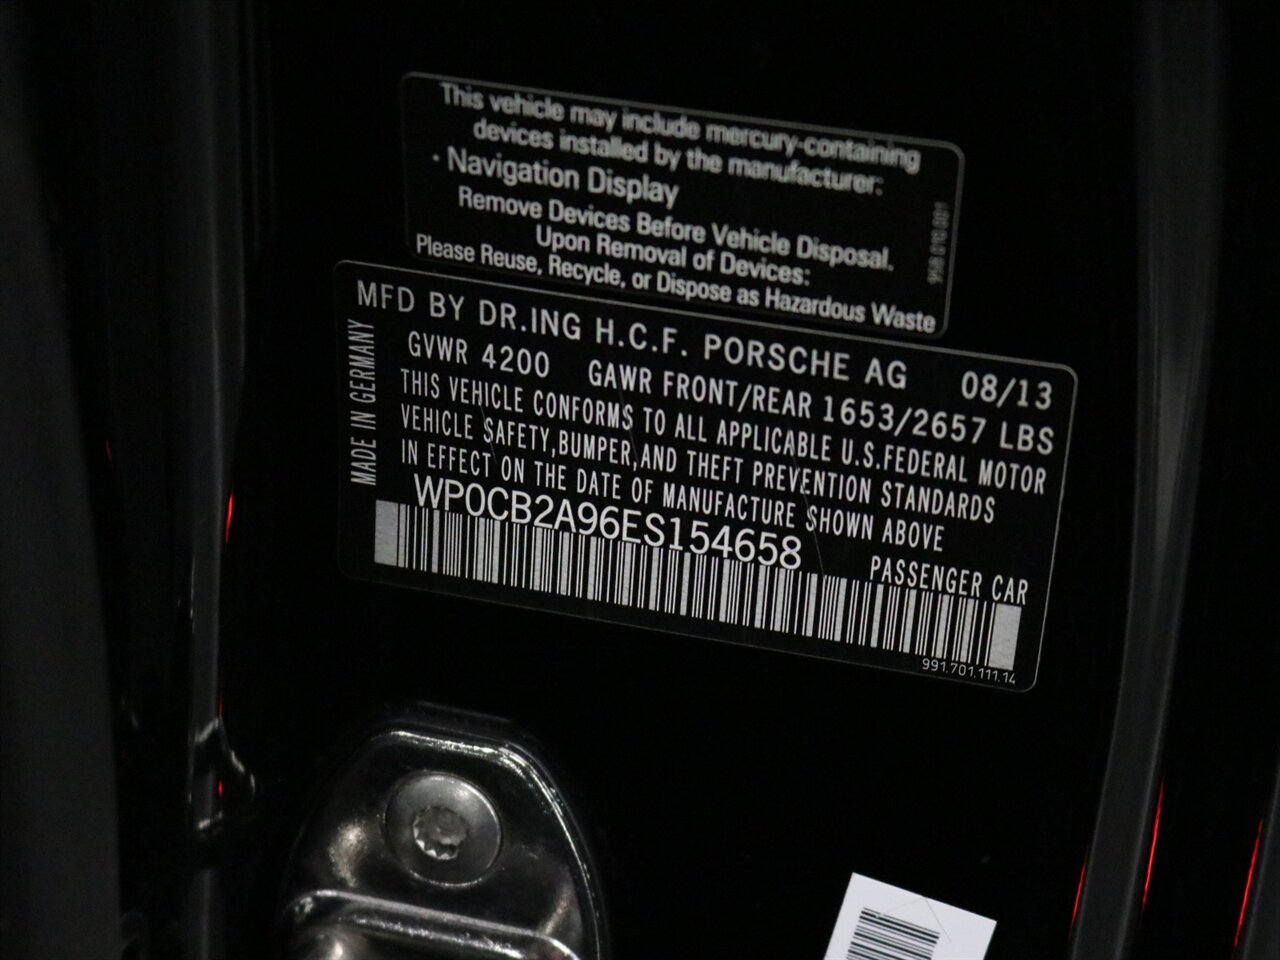 This vehicle may include mercury-containing
devices installed by the manufacturer:
· Navigation Display
Remove Devices Before Vehicle Disposal.
Upon Removal of Devices:
Please Reuse, Recycle, or Dispose as Hazardous Waste
MFD BY DR.ING H.C.F. PORSCHE AG 08/13
GVWR 4200 GAWR FRONT/REAR 1653/2657 LBS
THIS VEHICLE CONFORMS TO ALL APPLICABLE U.S.FEDERAL MOTOR
VEHICLE SAFETY,BUMPER,AND THEFT PREVENTION STANDARDS
IN EFFECT ON THE DATE OF MANUFACTURE SHOWN ABOVE
WP0CB2A96ES154658
PASSENGER CAR
MADE IN GERMANY
991.701.111.14